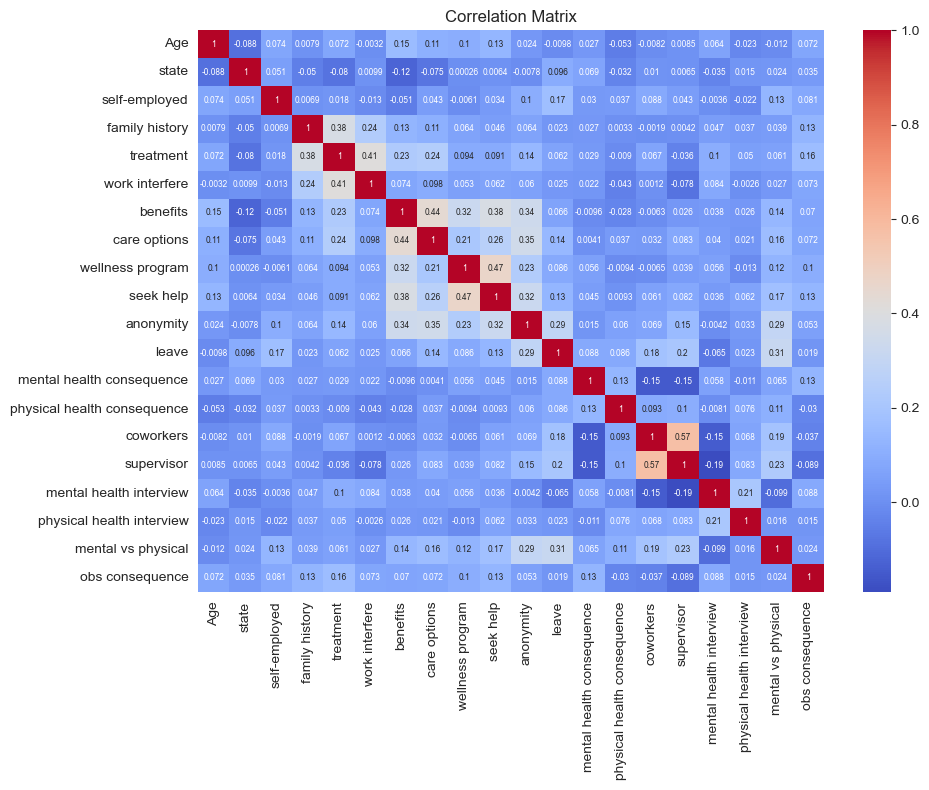 Correlation Matrix
Age 1 -0.088 0.074 0.0079 0.072 -0.0032 0.15 0.11 0.1 0.13 0.024 -0.0098 0.027 -0.053 -0.0082 0.0085 0.064 -0.023 -0.012 0.072
state -0.088 1 0.051 -0.05 -0.08 0.0099 -0.12 -0.075 0.00026 0.0064 -0.0078 0.096 0.069 -0.032 0.01 0.0065 -0.035 0.015 0.024 0.035
self-employed 0.074 0.051 1 0.0069 0.018 -0.013 -0.051 0.043 -0.0061 0.034 0.1 0.17 0.03 0.037 0.088 0.043 -0.0036 -0.022 0.13 0.081
family history 0.0079 -0.05 0.0069 1 0.38 0.24 0.13 0.11 0.064 0.046 0.064 0.023 0.027 0.0033 -0.0019 0.0042 0.047 0.037 0.039 0.13
treatment 0.072 -0.08 0.018 0.38 1 0.41 0.23 0.24 0.094 0.091 0.14 0.062 0.029 -0.009 0.067 -0.036 0.1 0.05 0.061 0.16
work interfere -0.0032 0.0099 -0.013 0.24 0.41 1 0.074 0.098 0.053 0.062 0.06 0.025 0.022 -0.043 0.0012 -0.078 0.084 -0.0026 0.027 0.073
benefits 0.15 -0.12 -0.051 0.13 0.23 0.074 1 0.44 0.32 0.38 0.34 0.066 -0.0096 -0.028 -0.0063 0.026 0.038 0.026 0.14 0.07
care options 0.11 -0.075 0.043 0.11 0.24 0.098 0.44 1 0.21 0.26 0.35 0.14 0.0041 0.037 0.032 0.083 0.04 0.021 0.16 0.072
wellness program 0.1 0.00026 -0.0061 0.064 0.094 0.053 0.32 0.21 1 0.47 0.23 0.086 0.056 -0.0094 -0.0065 0.039 0.056 -0.013 0.12 0.1
seek help 0.13 0.0064 0.034 0.046 0.091 0.062 0.38 0.26 0.47 1 0.32 0.13 0.045 0.0093 0.061 0.082 0.036 0.062 0.17 0.13
anonymity 0.024 -0.0078 0.1 0.064 0.14 0.06 0.34 0.35 0.23 0.32 1 0.29 0.015 0.06 0.069 0.15 -0.0042 0.033 0.29 0.053
leave -0.0098 0.096 0.17 0.023 0.062 0.025 0.066 0.14 0.086 0.13 0.29 1 0.088 0.086 0.18 0.2 -0.065 0.023 0.31 0.019
mental health consequence 0.027 0.069 0.03 0.027 0.029 0.022 -0.0096 0.0041 0.056 0.045 0.015 0.088 1 0.13 -0.15 -0.15 0.058 -0.011 0.065 0.13
physical health consequence -0.053 -0.032 0.037 0.0033 -0.009 -0.043 -0.028 0.037 -0.0094 0.0093 0.06 0.086 0.13 1 0.093 0.1 -0.0081 0.076 0.11 -0.03
coworkers -0.0082 0.01 0.088 -0.0019 0.067 0.0012 -0.0063 0.032 -0.0065 0.061 0.069 0.18 -0.15 0.093 1 0.57 -0.15 0.068 0.19 -0.037
supervisor 0.0085 0.0065 0.043 0.0042 -0.036 -0.078 0.026 0.083 0.039 0.082 0.15 0.2 -0.15 0.1 0.57 1 -0.19 0.083 0.23 -0.089
mental health interview 0.064 -0.035 -0.0036 0.047 0.1 0.084 0.038 0.04 0.056 0.036 -0.0042 -0.065 0.058 -0.0081 -0.15 -0.19 1 0.21 -0.099 0.088
physical health interview -0.023 0.015 -0.022 0.037 0.05 -0.0026 0.026 0.021 -0.013 0.062 0.033 0.023 -0.011 0.076 0.068 0.083 0.21 1 0.016 0.015
mental vs physical -0.012 0.024 0.13 0.039 0.061 0.027 0.14 0.16 0.12 0.17 0.29 0.31 0.065 0.11 0.19 0.23 -0.099 0.016 1 0.024
obs consequence 0.072 0.035 0.081 0.13 0.16 0.073 0.07 0.072 0.1 0.13 0.053 0.019 0.13 -0.03 -0.037 -0.089 0.088 0.015 0.024 1
Age
state
self-employed
family history
treatment
work interfere
benefits
care options
wellness program
seek help
anonymity
leave
mental health consequence
physical health consequence
coworkers
supervisor
mental health interview
physical health interview
mental vs physical
obs consequence
1.0
0.8
0.6
0.4
0.2
0.0